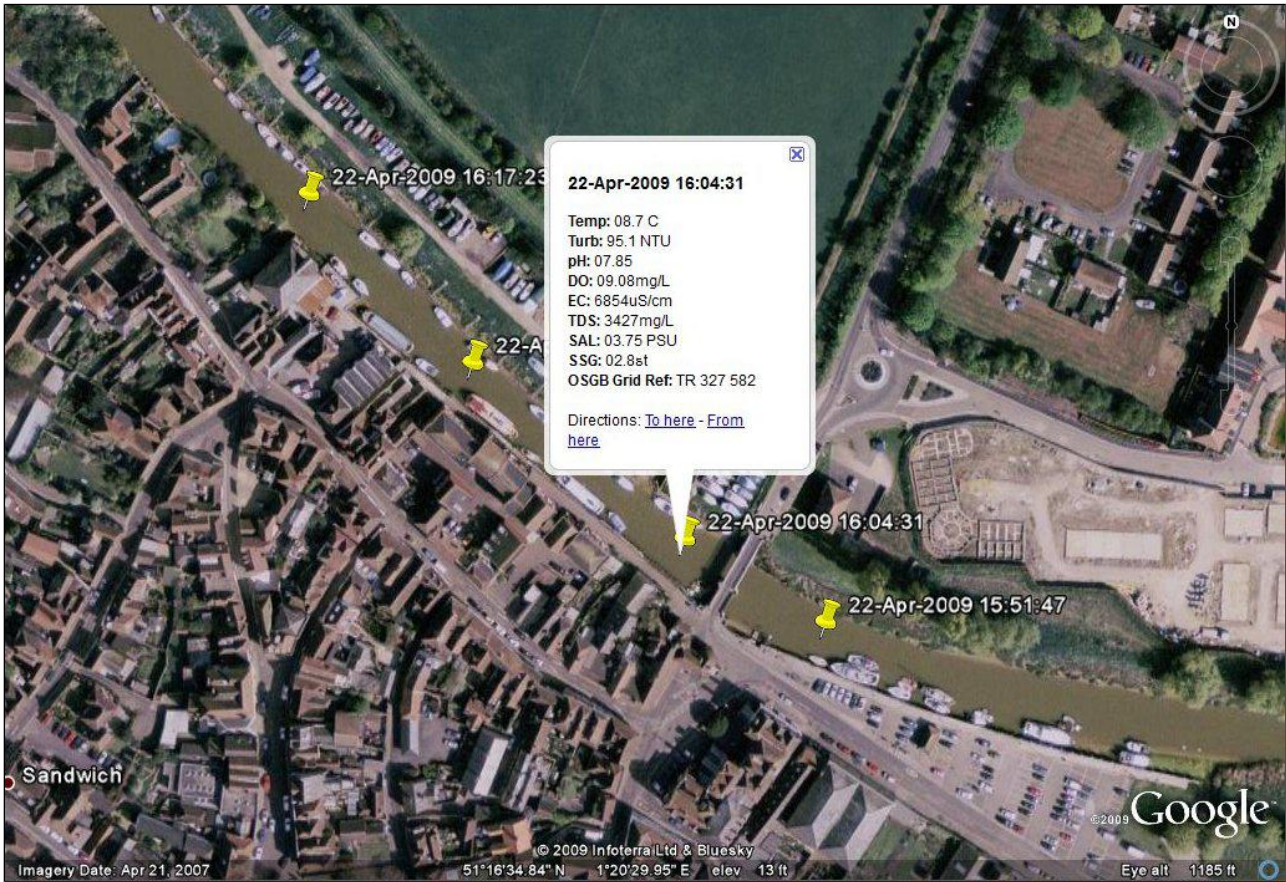 N
22-Apr-2009 16:17:23
22-Ap
22-Apr-2009 16:04:31
Temp: 08.7 C
Turb: 95.1 NTU
pH: 07.85
DO: 09.08mg/L
EC: 6854uS/cm
TDS: 3427mg/L
SAL: 03.75 PSU
SSG: 02.8st
OSGB Grid Ref: TR 327 582
Directions: To here - From
here
22-Apr-2009 16:04:31
22-Apr-2009 15:51:47
Sandwich
©2009 Google
© 2009 Infoterra Ltd & Bluesky
Imagery Date: Apr 21, 2007
51°16'34.84" N 1°20'29.95" E elev 13 ft
Eye alt 1185 ft